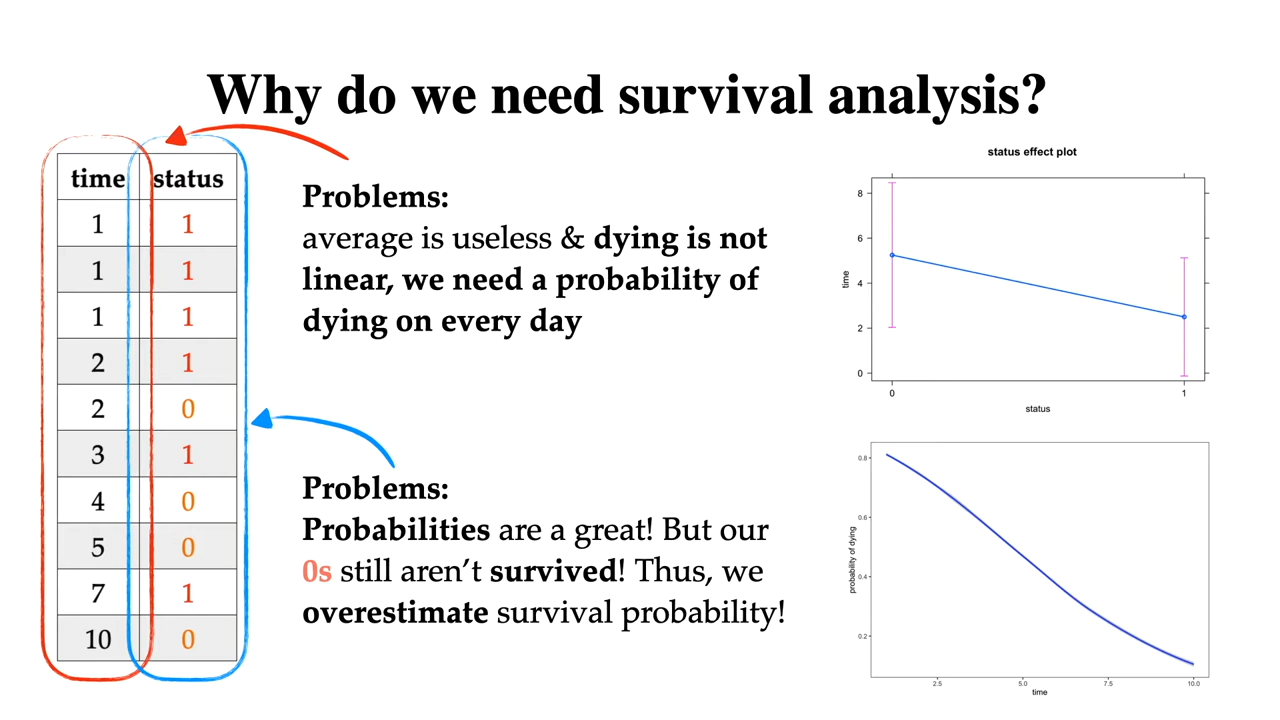 Why do we need survival analysis?
time status
1 1
1 1
1 1
2 1
2 0
3 1
4 0
5 0
7 1
10 0
Problems:
average is useless & dying is not
linear, we need a probability of
dying on every day
Problems:
Probabilities are a great! But our
0s still aren't survived! Thus, we
overestimate survival probability!
status effect plot
8
6
4
2
0
time
0 1
status
0.8
0.6
0.4
0.2
probability of dying
2.5 5.0 7.5 10.0
time